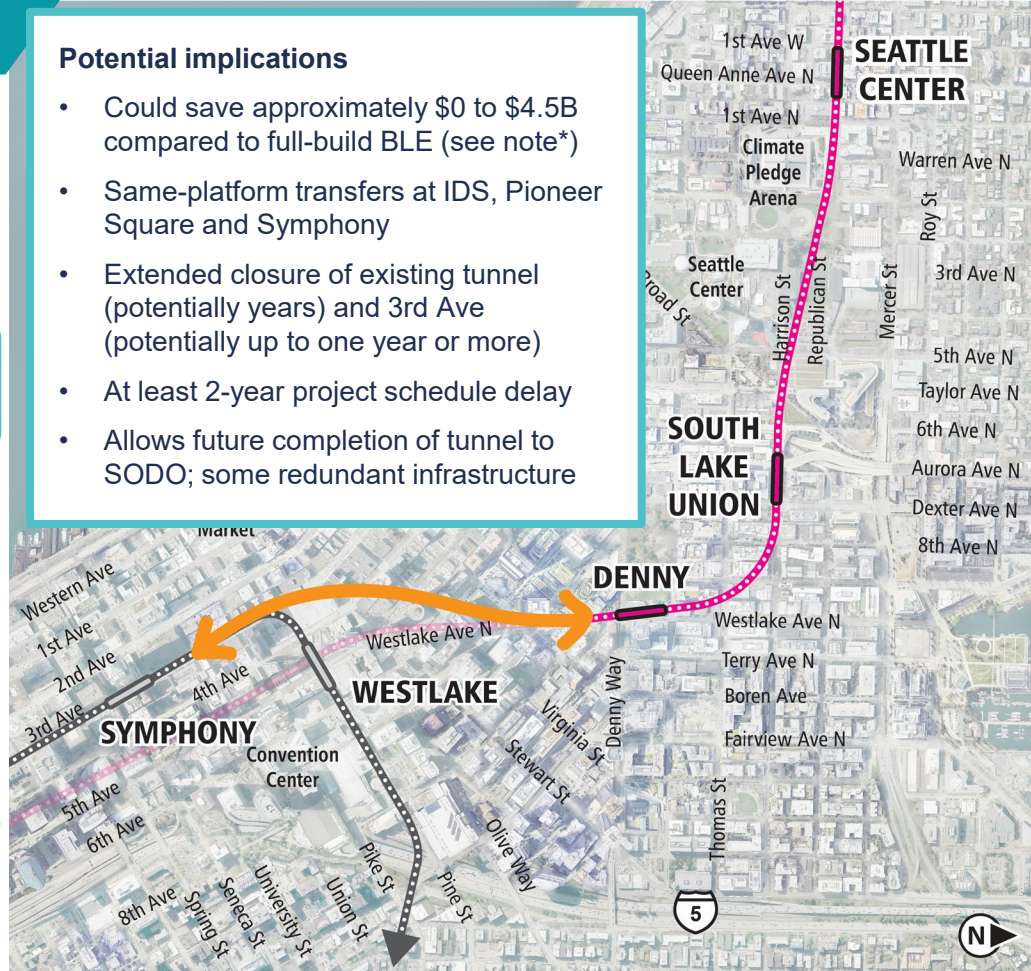 Potential implications
• Could save approximately $0 to $4.5B
compared to full-build BLE (see note*)
• Same-platform transfers at IDS, Pioneer
Square and Symphony
• Extended closure of existing tunnel
(potentially years) and 3rd Ave
(potentially up to one year or more)
• At least 2-year project schedule delay
• Allows future completion of tunnel to
SODO; some redundant infrastructure
1st Ave W
SEATTLE
CENTER
Queen Anne Ave N
1st Ave N
Climate
Pledge
Arena
Warren Ave N
Roy St
Seattle
Center
Broad St
Harrison St
Republican St
Mercer St
3rd Ave N
5th Ave N
Taylor Ave N
6th Ave N
SOUTH
LAKE
UNION
Aurora Ave N
Dexter Ave N
8th Ave N
Market
Western Ave
1st Ave
2nd Ave
3rd Ave
4th Ave
DENNY
Westlake Ave N
Westlake Ave N
WESTLAKE
SYMPHONY
Convention
Center
Denny Way
Terry Ave N
Boren Ave
Fairview Ave N
Virginia St
Stewart St
Olive Way
Thomas St
5th Ave
6th Ave
8th Ave
Spring St
Seneca St
University St
Union St
Pike St
Pine St
5
N